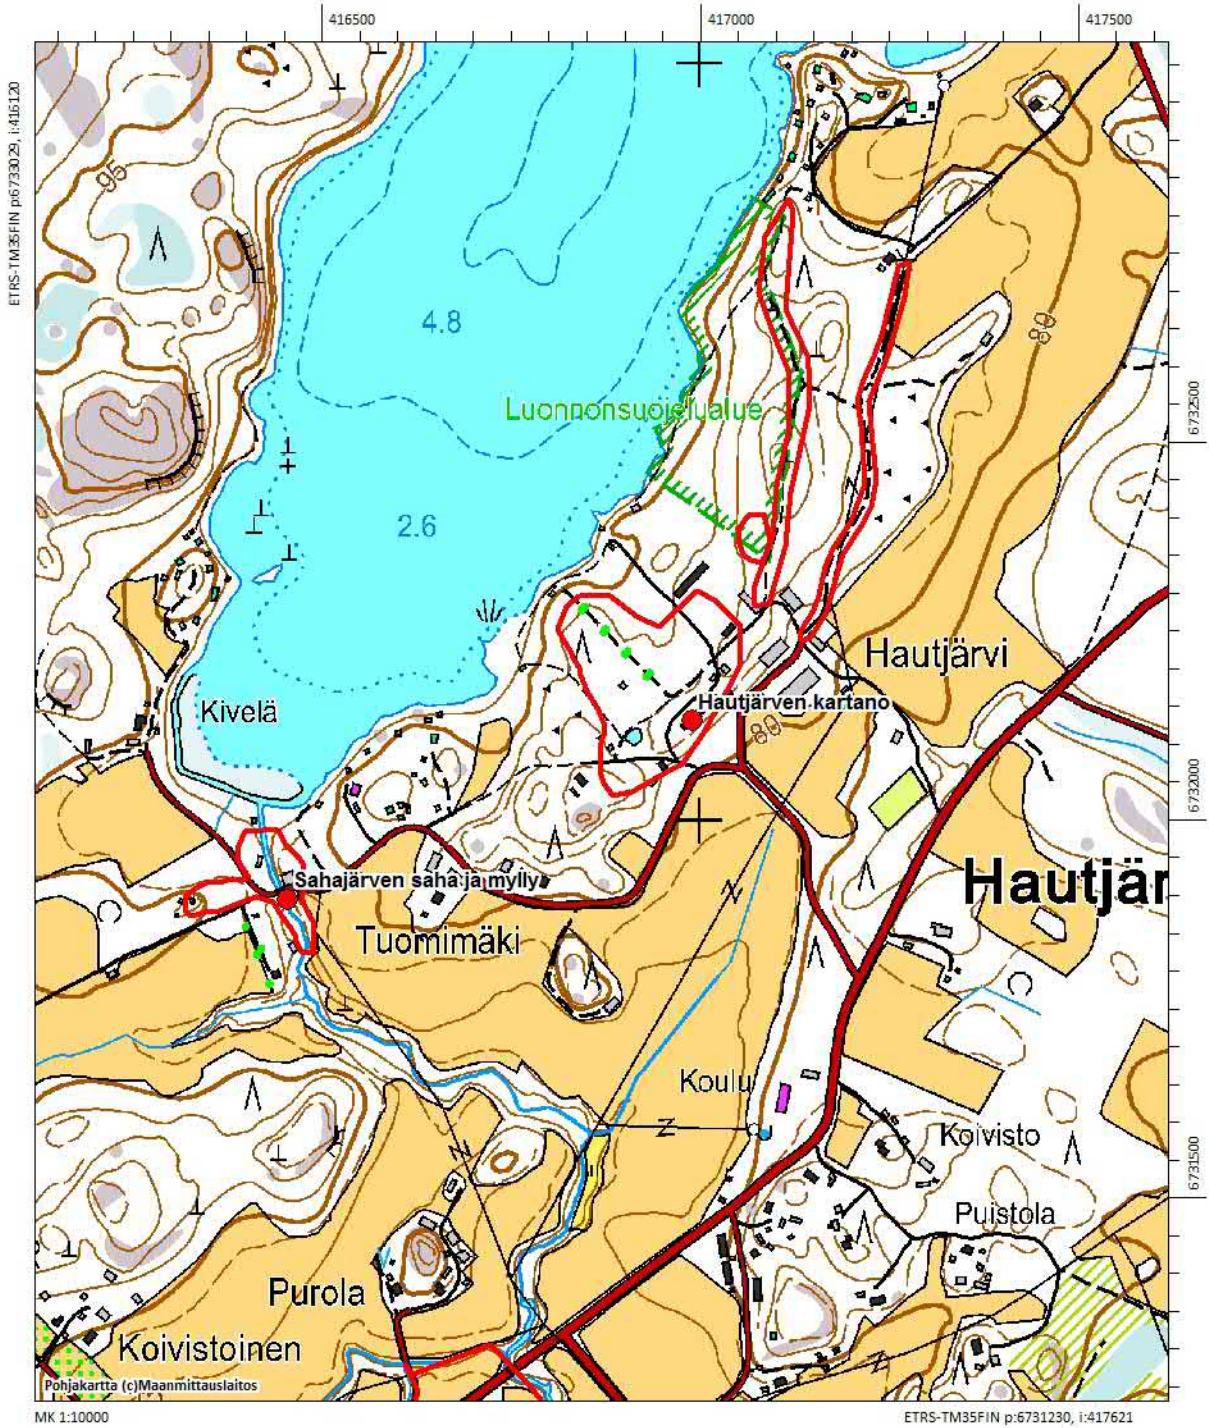 416500
417000
417500
ETRS-TM35FIN p:6733029, i:416120
95
4.8
80
Luonnonsuojelualue
6732500
2.6
Hautjärvi
Kivelä
Hautjärven kartano
80
6732000
Sahajärven saha ja mylly
Hautjär
Tuomimäki
Koulu
Koivisto
6731500
Puistola
Purola
Koivistoinen
Pohjakartta (c)Maanmittauslaitos
MK 1:10000
ETRS-TM35FIN p:6731230, i:417621